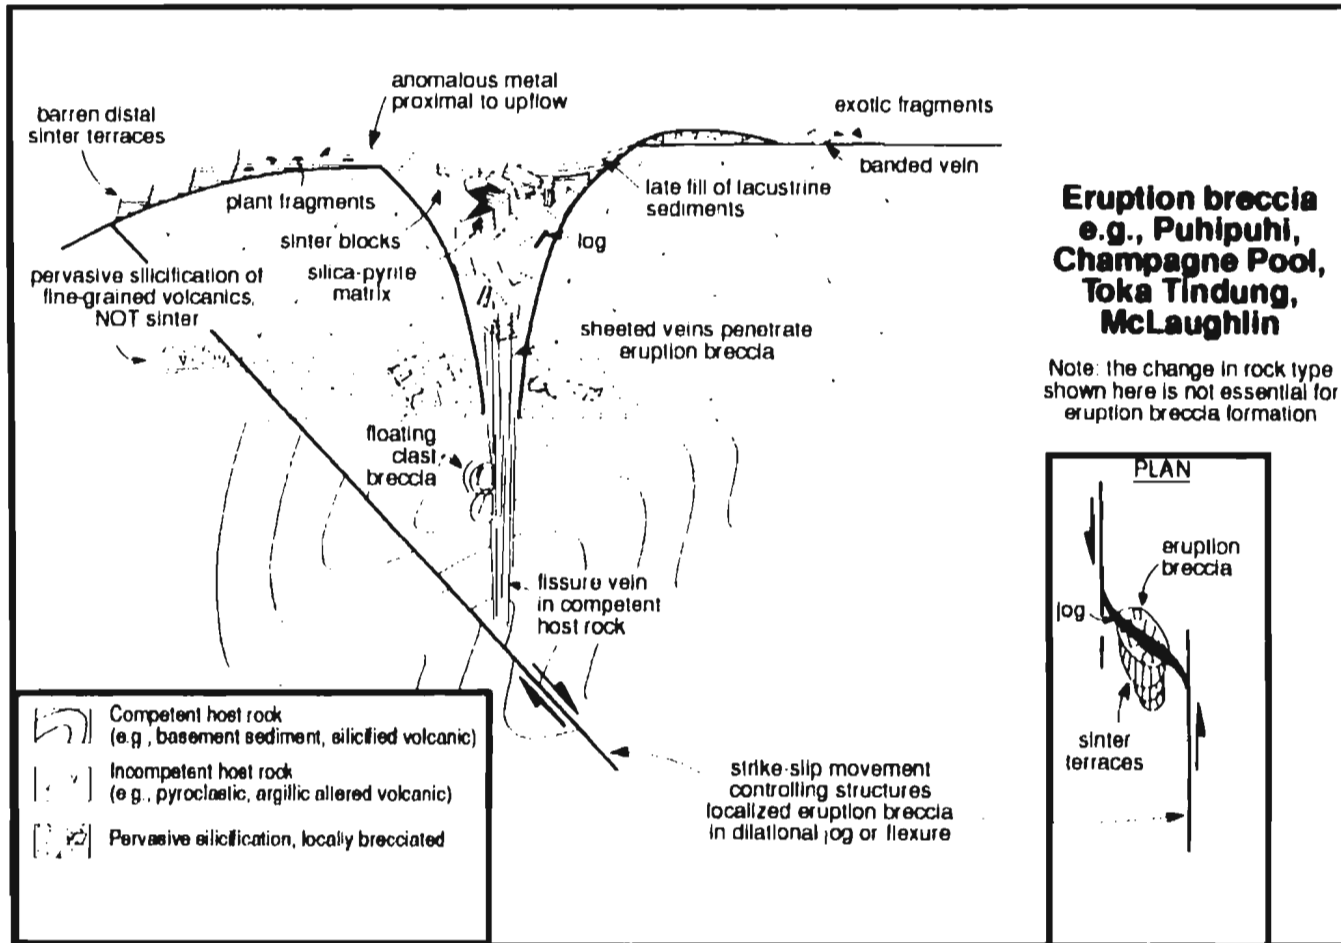 anomalous metal
proximal to upflow
barren distal
sinter terraces
exotic fragments
banded vein
plant fragments
late fill of lacustrine
sediments
sinter blocks
log
silica-pyrite
matrix
pervasive silicification of
fine-grained volcanics,
NOT sinter
sheeted veins penetrate
eruption breccia
floating
clast
breccia
fissure vein
in competent
host rock
strike-slip movement
controlling structures
localized eruption breccia
in dilational jog or flexure
Eruption breccia
e.g., Puhipuhi,
Champagne Pool,
Toka Tindung,
McLaughlin
Note: the change in rock type
shown here is not essential for
eruption breccia formation
PLAN
eruption
breccia
jog
sinter
terraces
Competent host rock
(e.g., basement sediment, silicified volcanic)
Incompetent host rock
(e.g., pyroclastic, argillic altered volcanic)
Pervasive silicification, locally brecciated